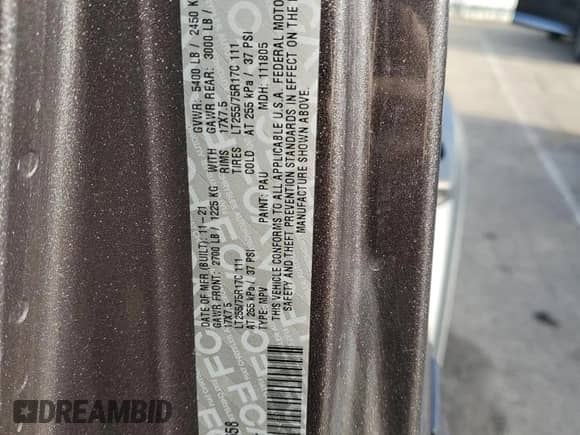 DATE OF MFR (BUILT): 11-21 GVWR: 5400 LB / 2450 K
GAWR FRONT: 2700 LB / 1225 KG WITH GAWR REAR: 3000 LB /
17X7.5 RIMS 17X7.5
LT255/75R17C 111 TIRES LT255/75R17C 111
AT 255 kPa / 37 PSI COLD AT 255 kPa / 37 PSI
TYPE: MPV PAINT: PAU MDH: 111805
THIS VEHICLE CONFORMS TO ALL APPLICABLE U.S.A. FEDERAL MOTO
SAFETY AND THEFT PREVENTION STANDARDS IN EFFECT ON THE
MANUFACTURE SHOWN ABOVE.
DREAMBID